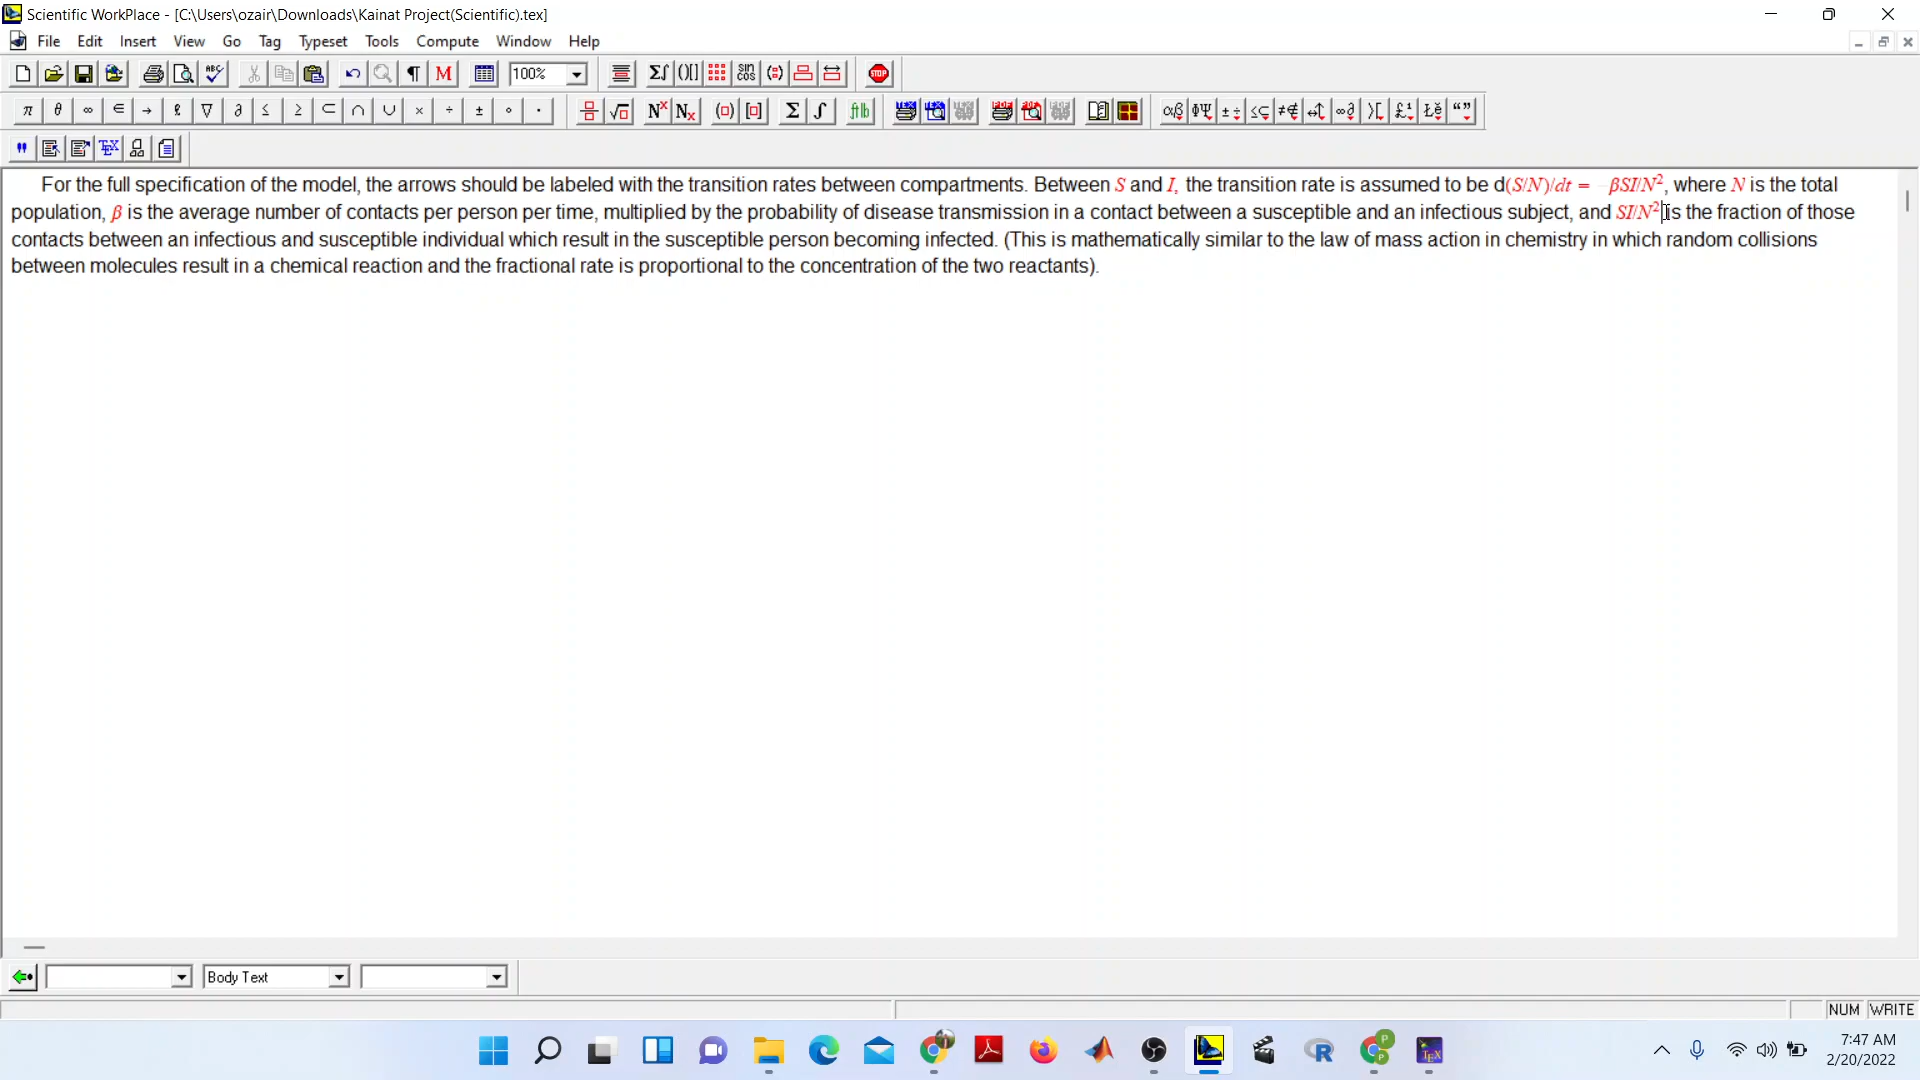 Scientific WorkPlace - [C:\Users\ozair\Downloads\Kainat Project(Scientific).tex]
File Edit Insert View Go Tag Typeset Tools Compute Window Help
100% STOP
For the full specification of the model, the arrows should be labeled with the transition rates between compartments. Between S and I, the transition rate is assumed to be d(S/N)/dt = −βSI/N², where N is the total
population, β is the average number of contacts per person per time, multiplied by the probability of disease transmission in a contact between a susceptible and an infectious subject, and SI/N² is the fraction of those
contacts between an infectious and susceptible individual which result in the susceptible person becoming infected. (This is mathematically similar to the law of mass action in chemistry in which random collisions
between molecules result in a chemical reaction and the fractional rate is proportional to the concentration of the two reactants).
Body Text
NUM WRITE
7:47 AM
2/20/2022